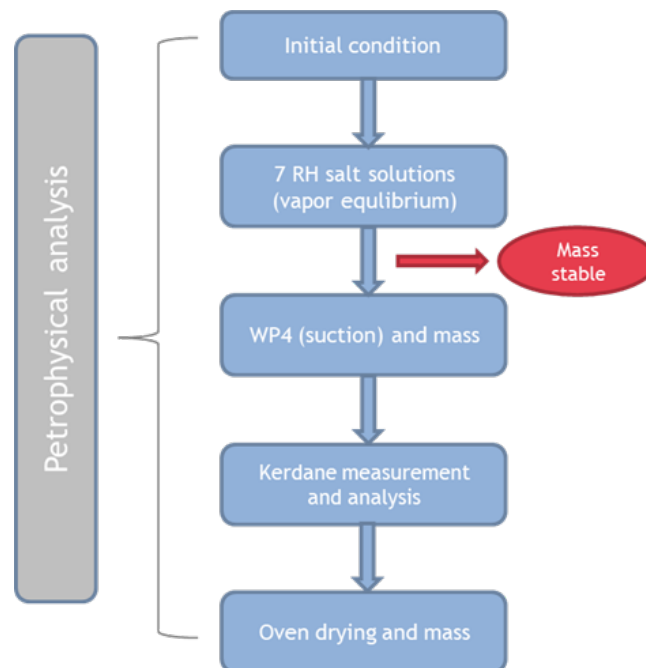 Petrophysical analysis
Initial condition
7 RH salt solutions
(vapor equlibrium)
Mass
stable
WP4 (suction) and mass
Kerdane measurement
and analysis
Oven drying and mass